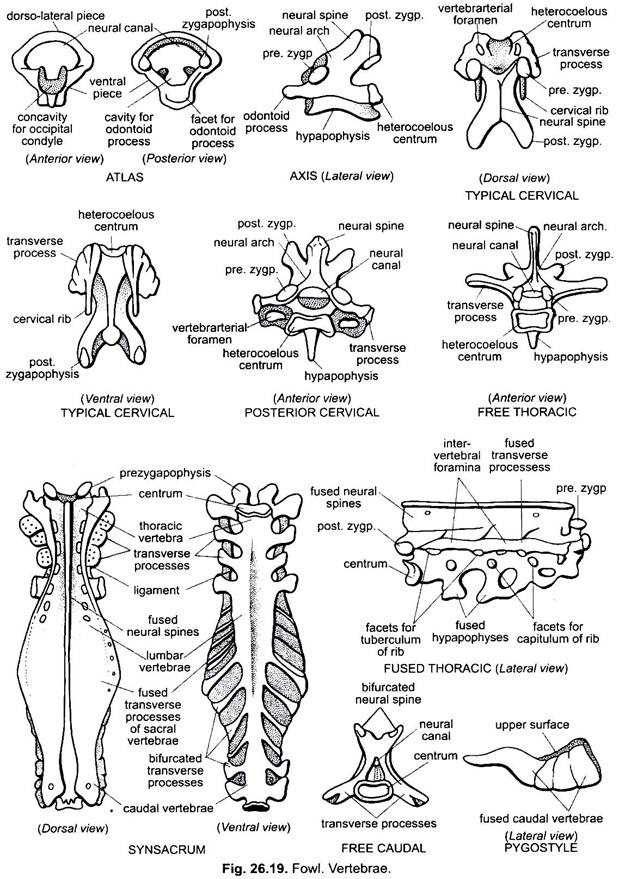 dorso-lateral piece
neural canal
post.
zygapophysis
ventral
piece
concavity
for occipital
condyle
cavity for
odontoid
process
facet for
odontoid
process
(Anterior view)
(Posterior view)
ATLAS
neural spine
post. zygp.
neural arch
pre. zygp
odontoid
process
hypapophysis
heterocoelous
centrum
AXIS (Lateral view)
vertebrarterial
foramen
heterocoelous
centrum
transverse
process
pre. zygp.
cervical rib
neural spine
post. zygp.
(Dorsal view)
TYPICAL CERVICAL
heterocoelous
centrum
transverse
process
cervical rib
post.
zygapophysis
(Ventral view)
TYPICAL CERVICAL
post. zygp.
neural spine
neural arch
neural
canal
pre. zygp.
vertebrarterial
foramen
heterocoelous
centrum
transverse
process
hypapophysis
(Anterior view)
POSTERIOR CERVICAL
neural spine
neural arch.
neural canal
post. zygp.
transverse
process
pre. zygp.
heterocoelous
centrum
hypapophysis
(Anterior view)
FREE THORACIC
prezygapophysis
centrum
thoracic
vertebra
transverse
processes
ligament
fused
neural spines
lumbar
vertebrae
fused
transverse
processes
of sacral
vertebrae
bifurcated
transverse
processes
caudal vertebrae
(Dorsal view)
(Ventral view)
SYNSACRUM
inter-
vertebral
foramina
fused
transverse
processess
fused neural
spines
pre. zygp
post. zygp.
centrum
facets for
tuberculum
of rib
fused
hypapophyses
facets for
capitulum of rib
FUSED THORACIC (Lateral view)
bifurcated
neural spine
neural
canal
centrum
transverse processes
FREE CAUDAL
upper surface
fused caudal vertebrae
(Lateral view)
PYGOSTYLE
Fig. 26.19. Fowl. Vertebrae.